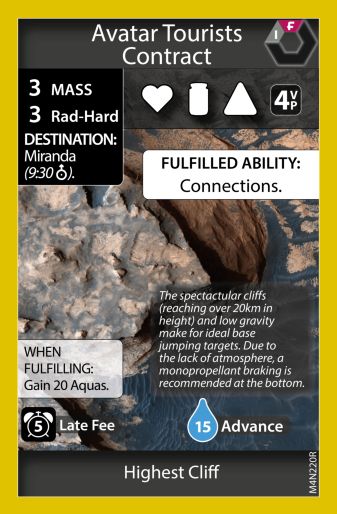 Avatar Tourists
Contract
I F
3 MASS
3 Rad-Hard
DESTINATION:
Miranda
(9:30 ⛢).
4 VP
FULFILLED ABILITY:
Connections.
The spectactular cliffs
(reaching over 20km in
height) and low gravity
make for ideal base
jumping targets. Due to
the lack of atmosphere, a
monopropellant braking is
recommended at the bottom.
WHEN
FULFILLING:
Gain 20 Aquas.
5 Late Fee
15 Advance
Highest Cliff
M4N220R